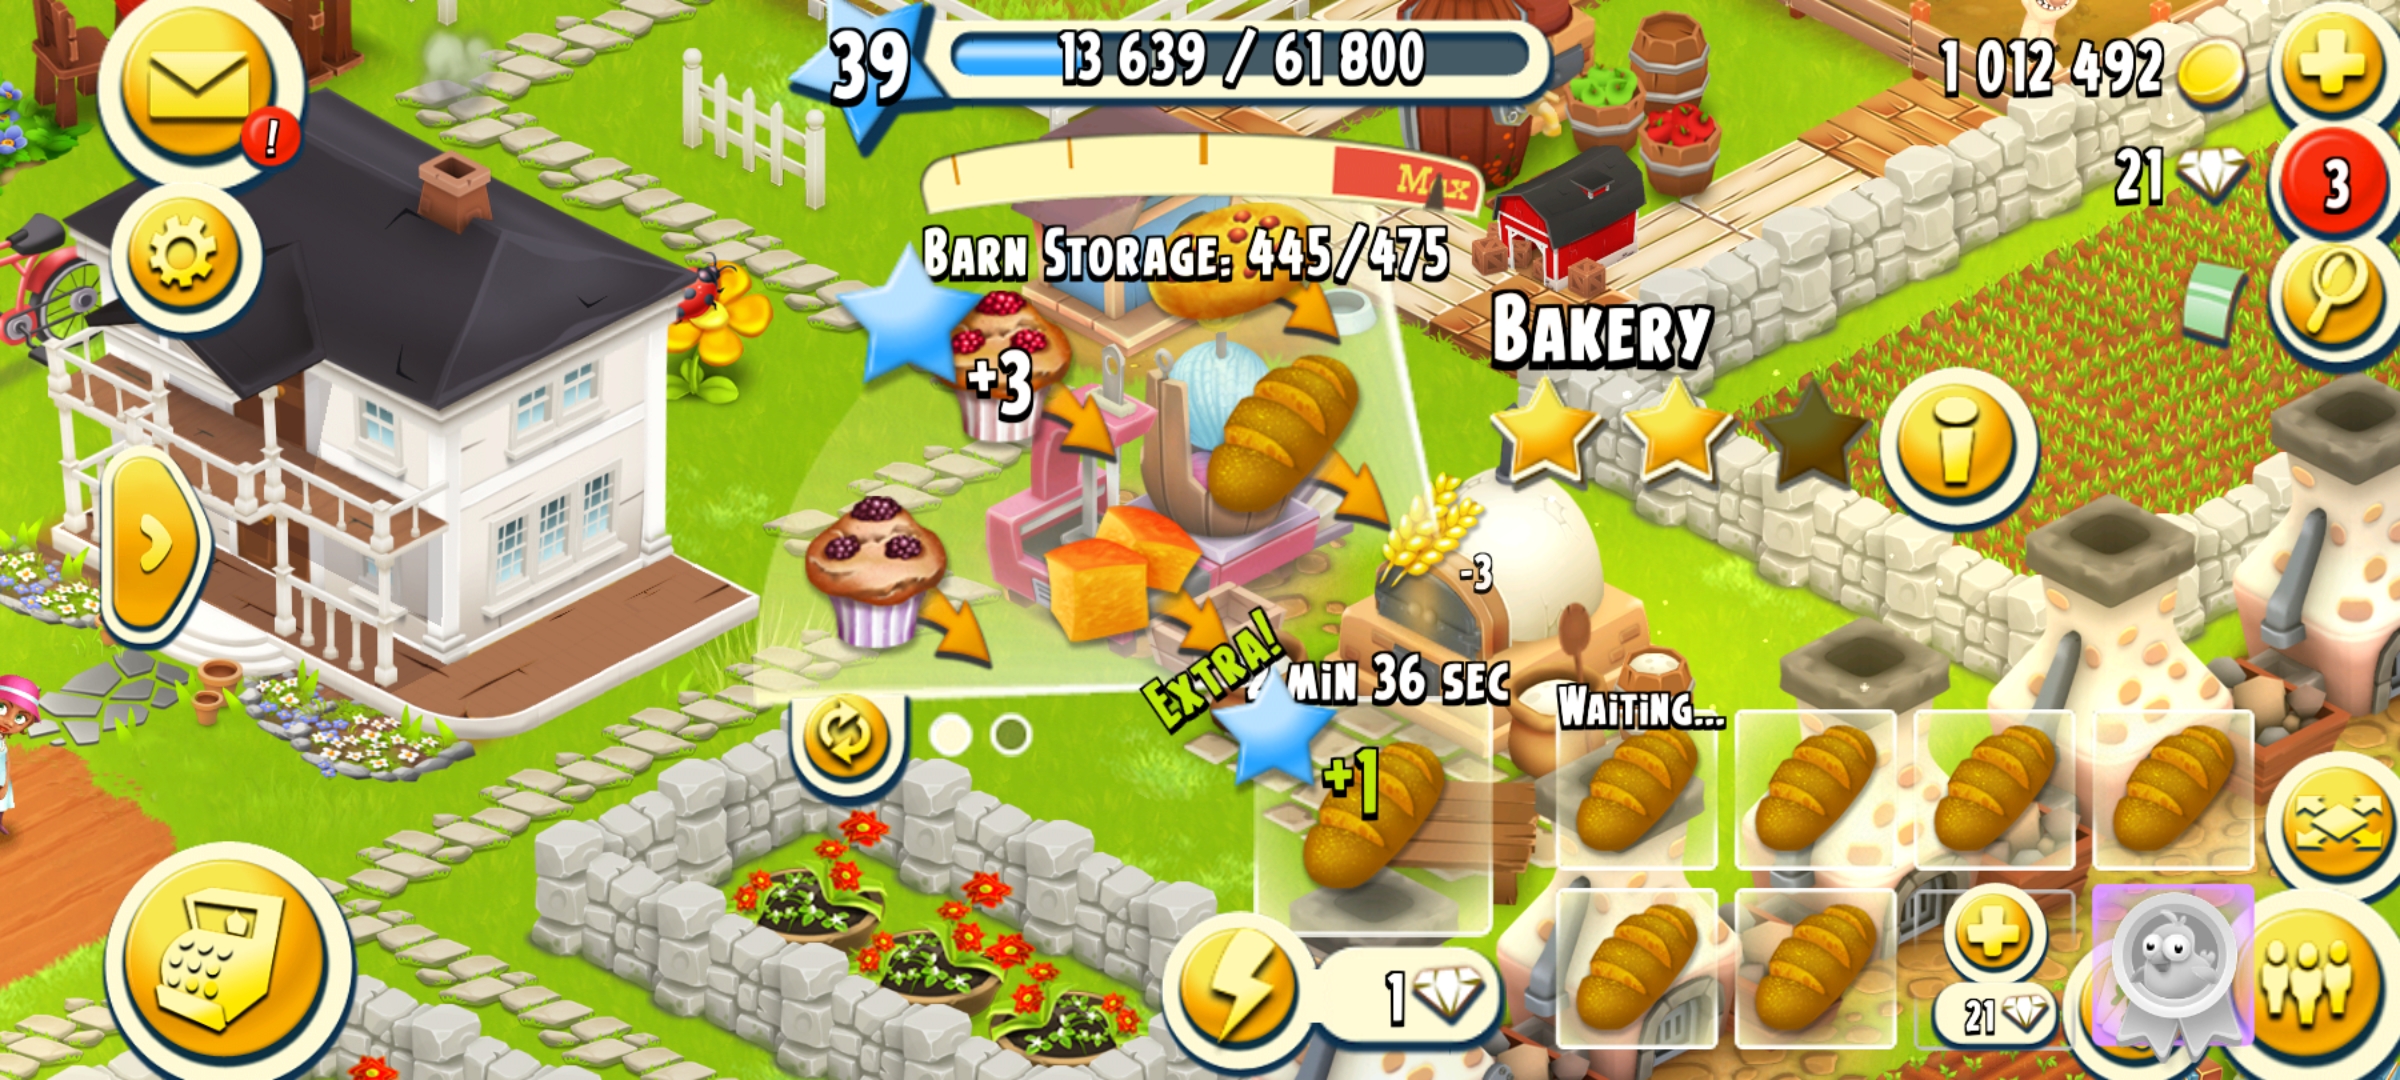 39
13 639 / 61 800
1 012 492
!
21
3
Max
BARN STORAGE: 445/475
BAKERY
+3
-3
EXTRA!
MIN 36 SEC
WAITING...
+1
1
21